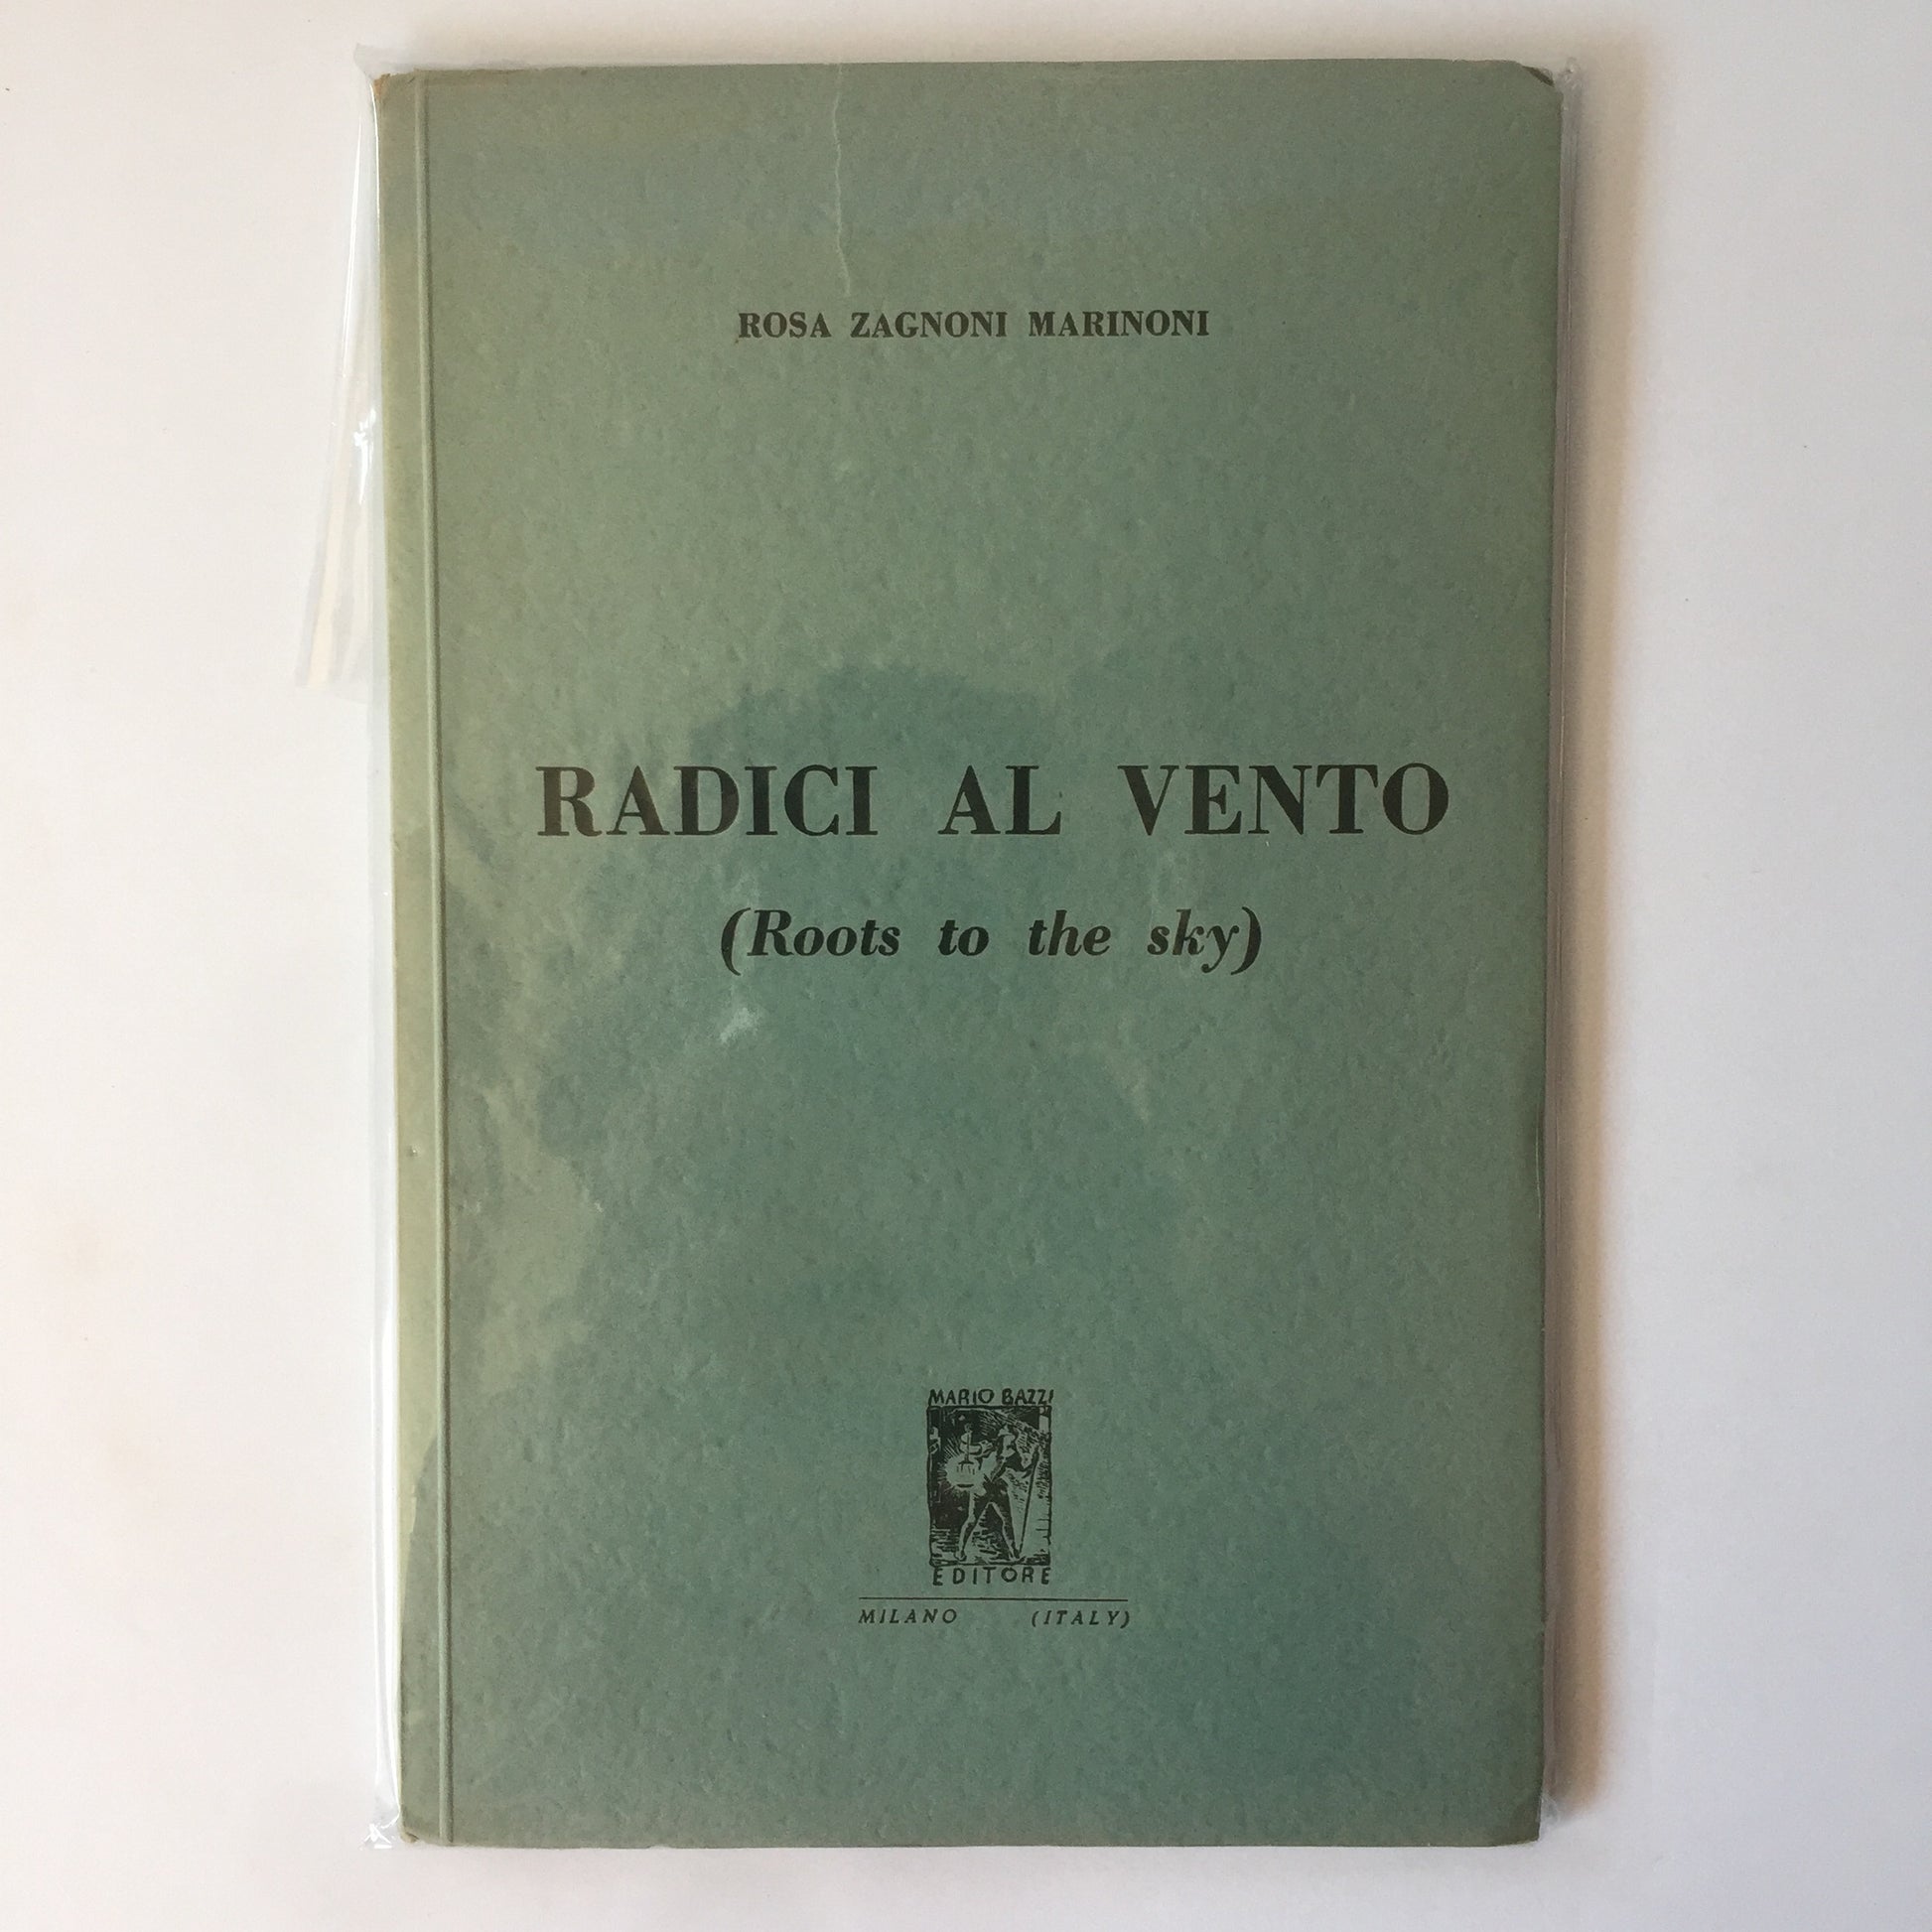 ROSA ZAGNONI MARINONI
RADICI AL VENTO
(Roots to the sky)
MARIO BAZZI
EDITORE
MILANO (ITALY)